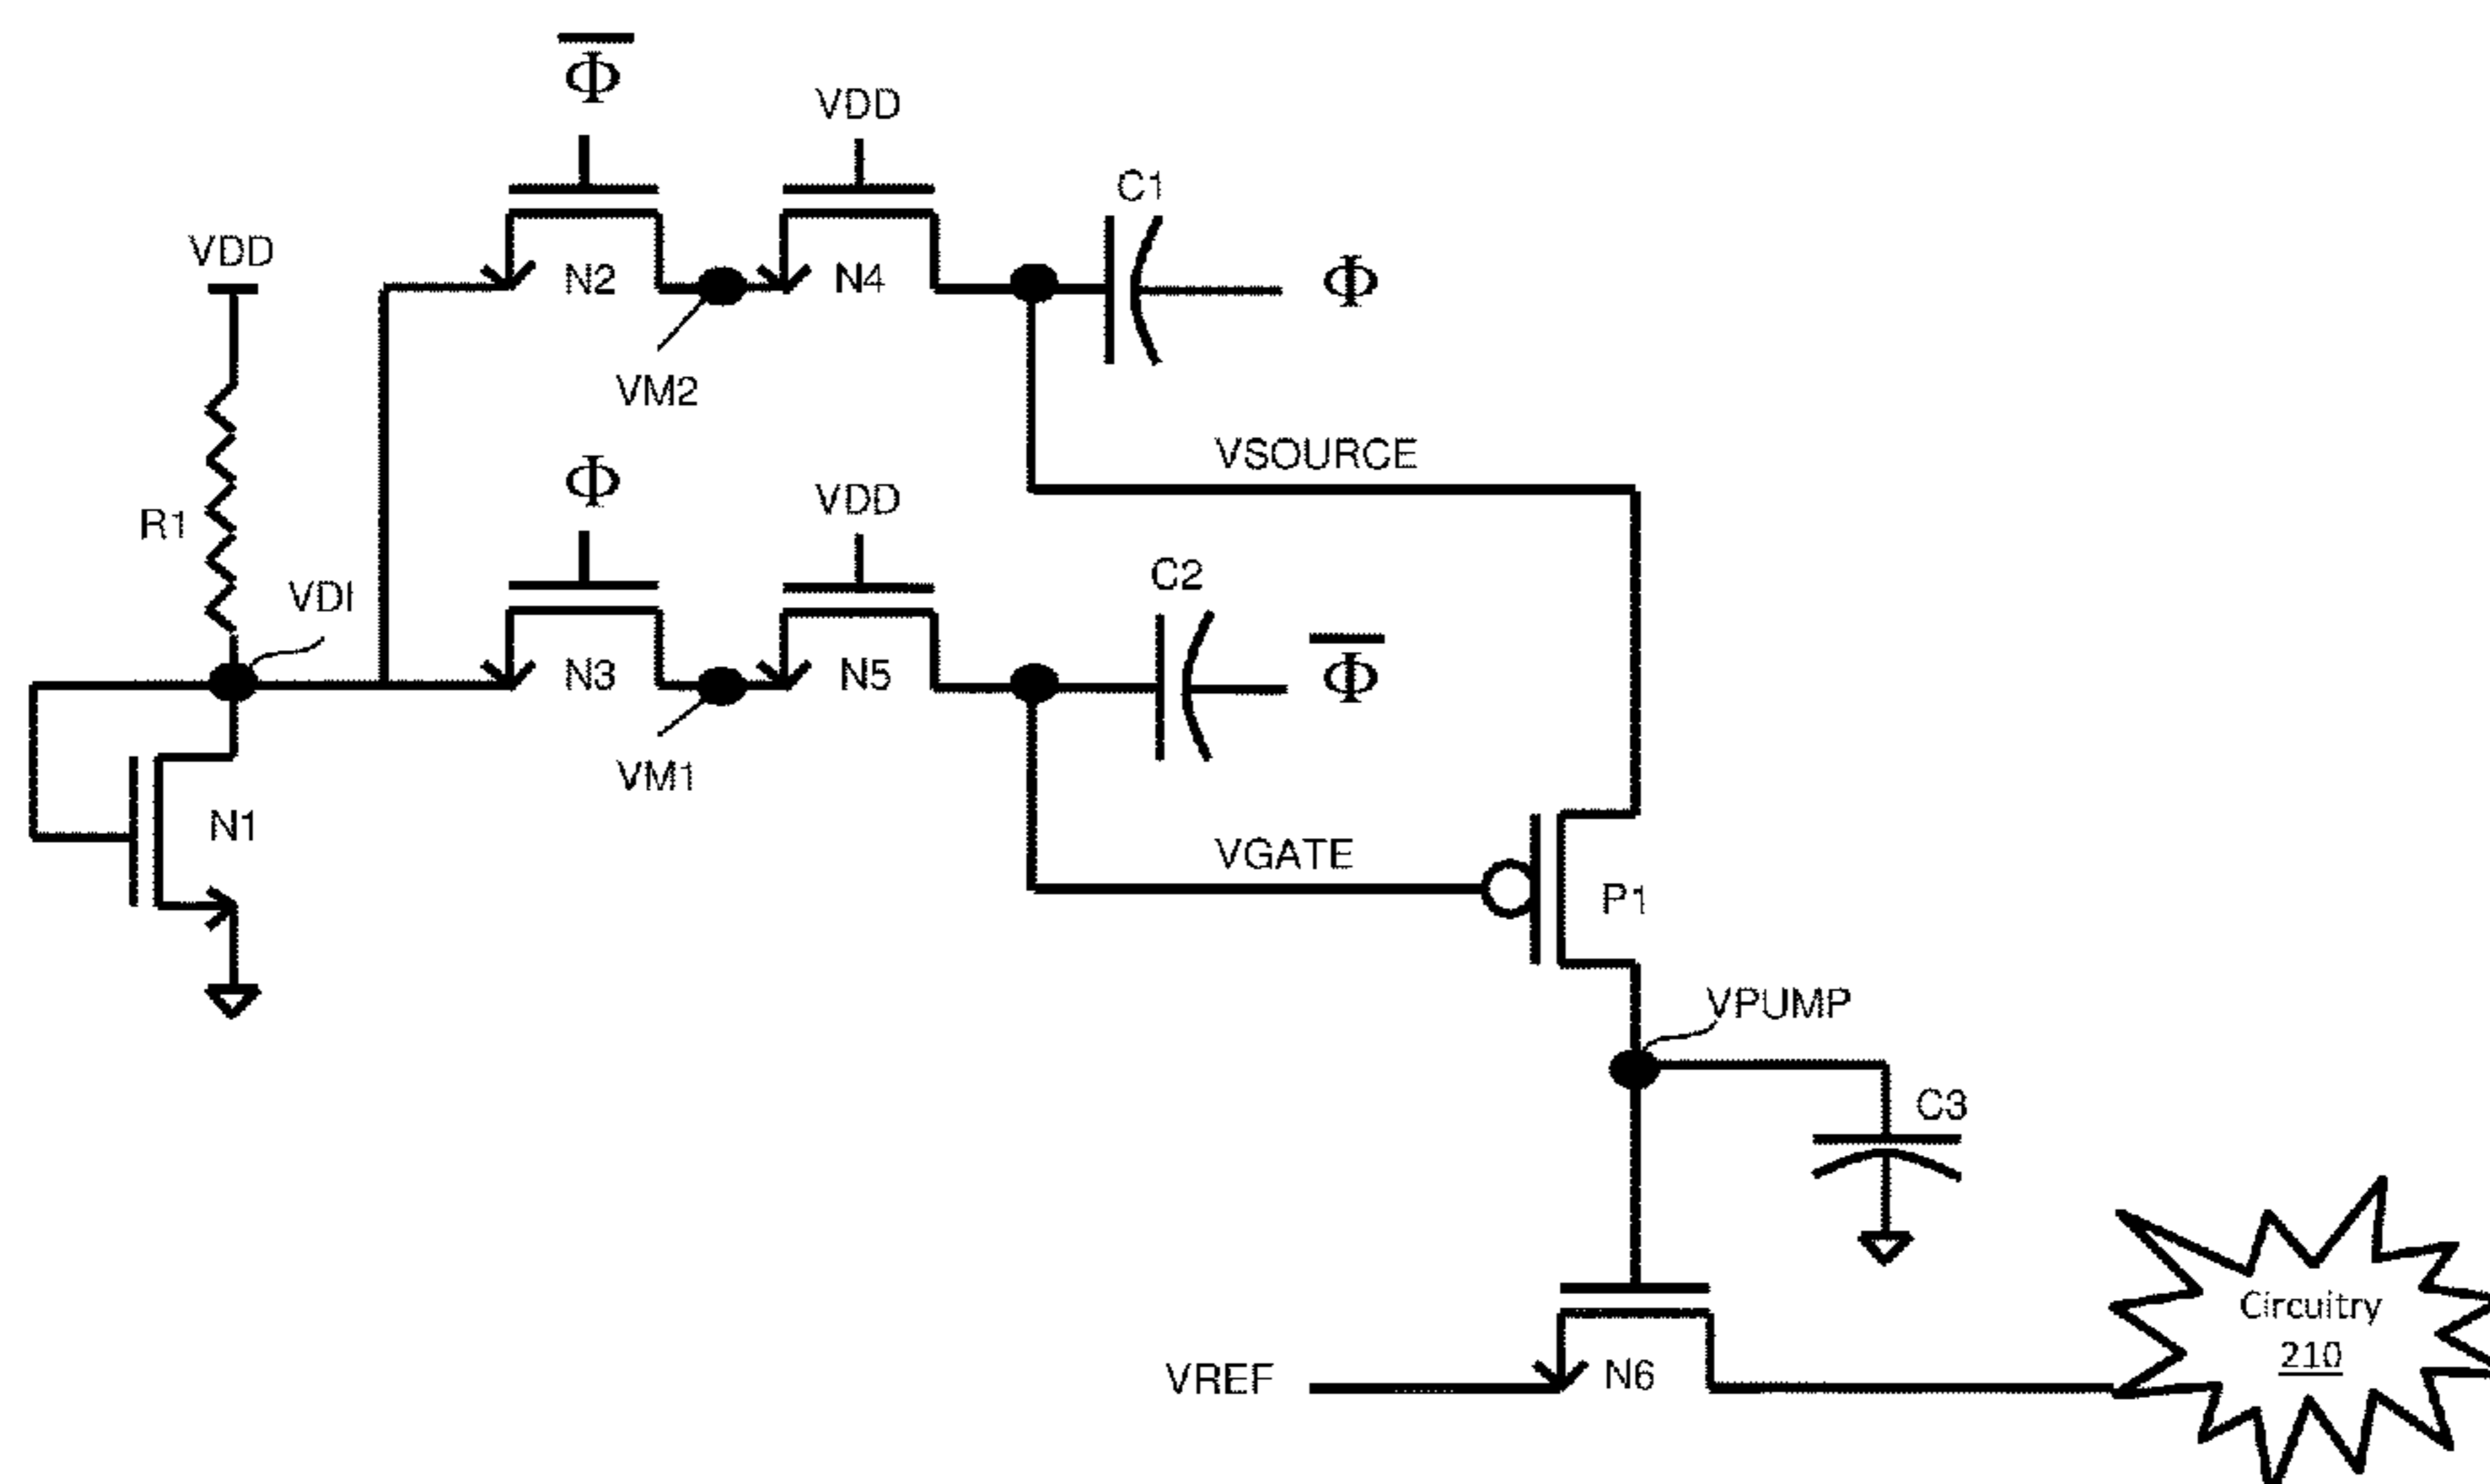 Φ̅
VDD
C1
VDD
N2
N4
Φ
VM2
VSOURCE
Φ
VDD
R1
C2
VDI
N3
N5
Φ̅
VM1
N1
VGATE
P1
VPUMP
C3
Circuitry
210
VREF
N6